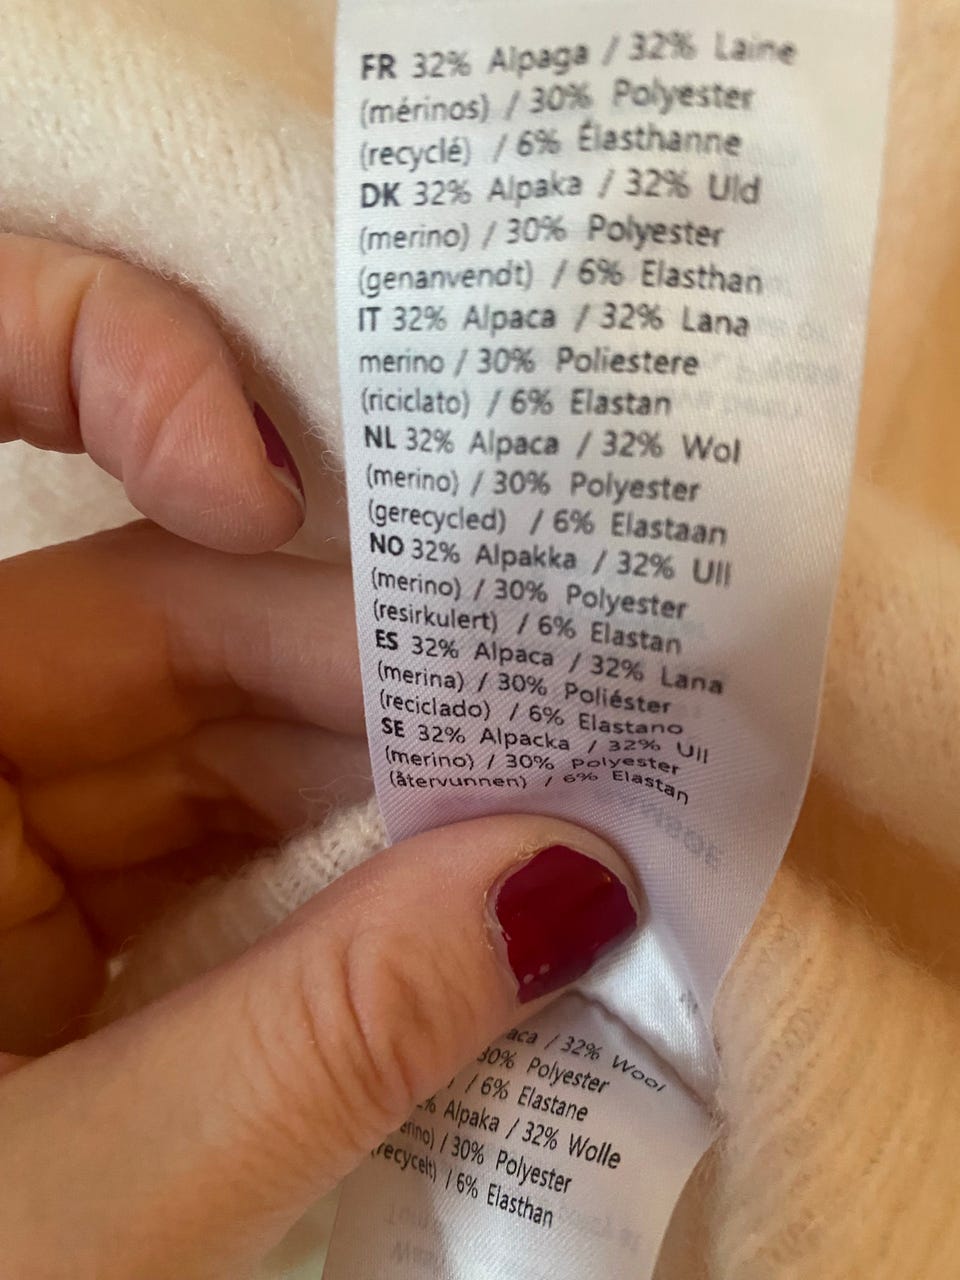 FR 32% Alpaga / 32% Laine
(mérinos) / 30% Polyester
(recyclé) / 6% Élasthanne
DK 32% Alpaka / 32% Uld
(merino) / 30% Polyester
(genanvendt) / 6% Elasthan
IT 32% Alpaca / 32% Lana
merino / 30% Poliestere
(riciclato) / 6% Elastan
NL 32% Alpaca / 32% Wol
(merino) / 30% Polyester
(gerecycled) / 6% Elastaan
NO 32% Alpakka / 32% Ull
(merino) / 30% Polyester
(resirkulert) / 6% Elastan
ES 32% Alpaca / 32% Lana
(merina) / 30% Poliéster
(reciclado) / 6% Elastano
SE 32% Alpacka / 32% Ull
(merino) / 30% Polyester
(återvunnen) / 6% Elastan
aca / 32% Wool
30% Polyester
/ 6% Elastane
% Alpaka / 32% Wolle
erino) / 30% Polyester
(recycelt) / 6% Elasthan